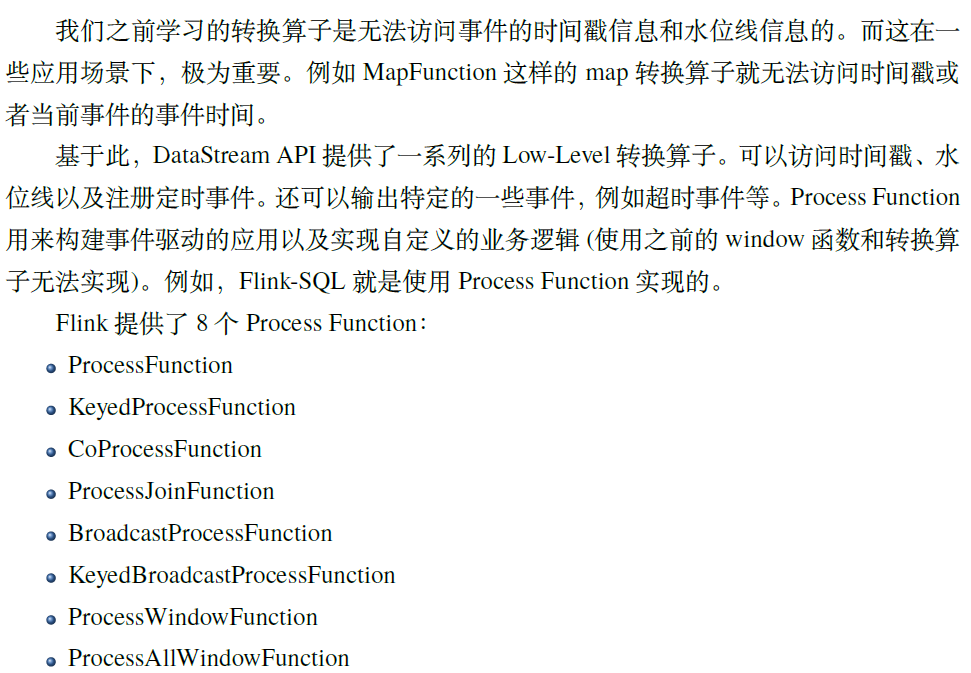 我们之前学习的转换算子是无法访问事件的时间戳信息和水位线信息的。而这在一
些应用场景下，极为重要。例如 MapFunction 这样的 map 转换算子就无法访问时间戳或
者当前事件的事件时间。
基于此，DataStream API 提供了一系列的 Low-Level 转换算子。可以访问时间戳、水
位线以及注册定时事件。还可以输出特定的一些事件，例如超时事件等。Process Function
用来构建事件驱动的应用以及实现自定义的业务逻辑 (使用之前的 window 函数和转换算
子无法实现)。例如，Flink-SQL 就是使用 Process Function 实现的。
Flink 提供了 8 个 Process Function：
ProcessFunction
KeyedProcessFunction
CoProcessFunction
ProcessJoinFunction
BroadcastProcessFunction
KeyedBroadcastProcessFunction
ProcessWindowFunction
ProcessAllWindowFunction